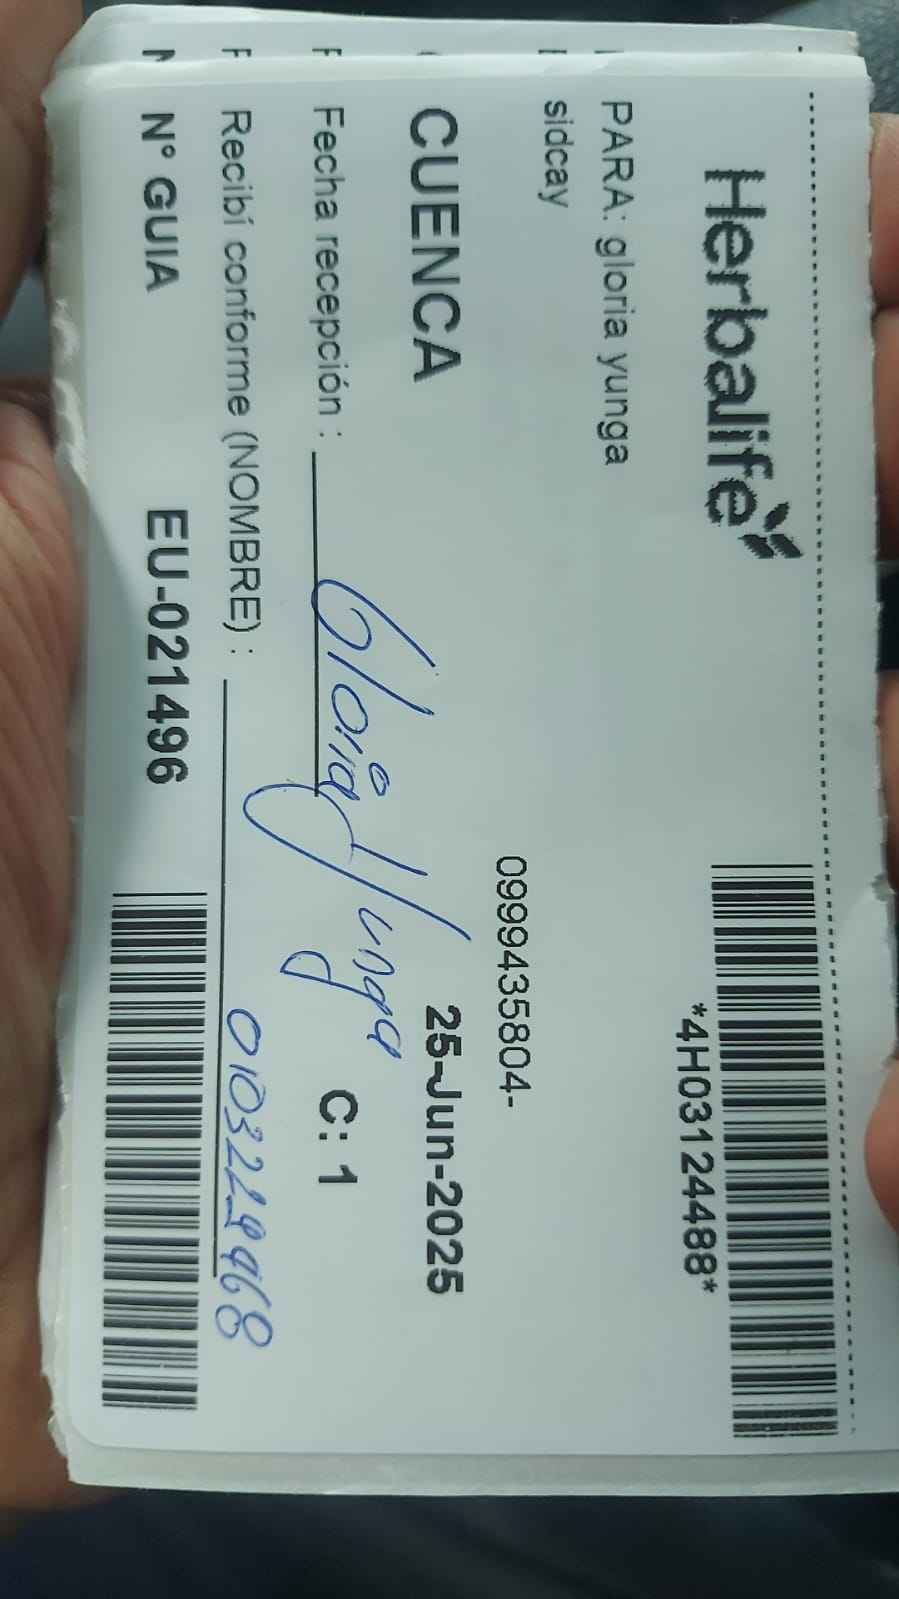 Herbalife
*4H03124488*
PARA: gloria yunga
sidcay
0999435804-
CUENCA 25-Jun-2025
Fecha recepción : Gloria Yunga C: 1
Recibí conforme (NOMBRE) : 0103229968
N° GUIA EU-021496